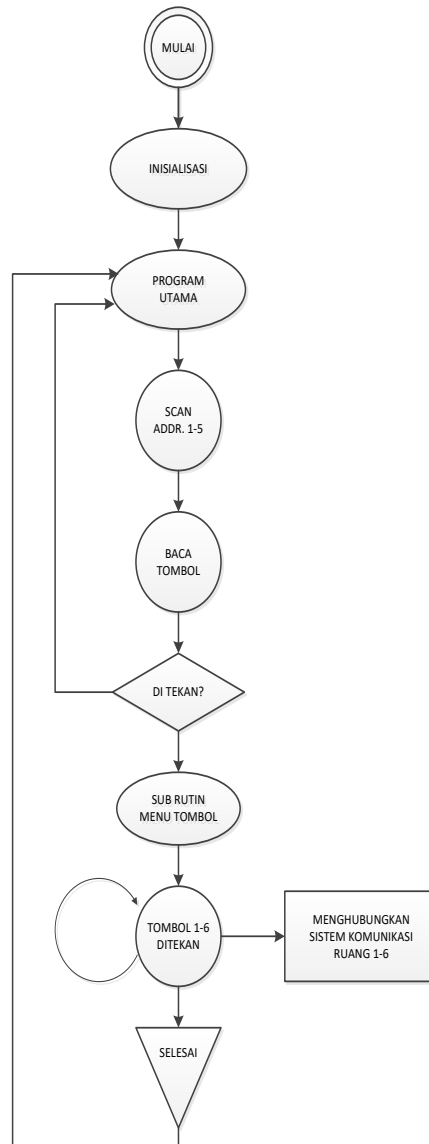 MULAI
INISIALISASI
PROGRAM
UTAMA
SCAN
ADDR. 1-5
BACA
TOMBOL
DI TEKAN?
SUB RUTIN
MENU TOMBOL
TOMBOL 1-6
DITEKAN
MENGHUBUNGKAN
SISTEM KOMUNIKASI
RUANG 1-6
SELESAI